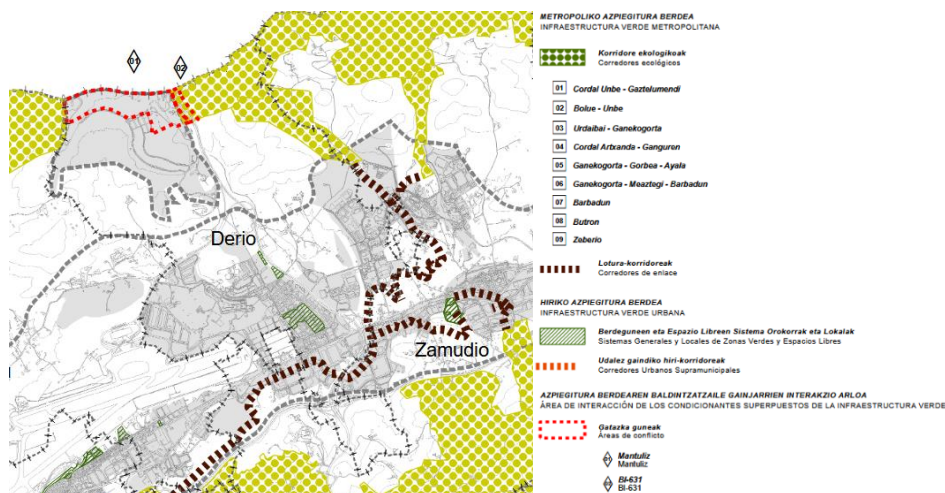 01
02
Derio
Zamudio
METROPOLIKO AZPIEGITURA BERDEA
INFRAESTRUCTURA VERDE METROPOLITANA
Korridore ekologikoak
Corredores ecológicos
01 Cordal Unbe - Gaztelumendi
02 Bolue - Unbe
03 Urdaibai - Ganekogorta
04 Cordal Artxanda - Ganguren
05 Ganekogorta - Gorbea - Ayala
06 Ganekogorta - Meaztegi - Barbadun
07 Barbadun
08 Butron
09 Zeberio
Lotura-korridoreak
Corredores de enlace
HIRIKO AZPIEGITURA BERDEA
INFRAESTRUCTURA VERDE URBANA
Berdeguneen eta Espazio Libreen Sistema Orokorrak eta Lokalak
Sistemas Generales y Locales de Zonas Verdes y Espacios Libres
Udalez gaindiko hiri-korridoreak
Corredores Urbanos Supramunicipales
AZPIEGITURA BERDEAREN BALDINTZATZAILE GAINJARRIEN INTERAKZIO ARLOA
ÁREA DE INTERACCIÓN DE LOS CONDICIONANTES SUPERPUESTOS DE LA INFRAESTRUCTURA VERDE
Gatazka guneak
Áreas de conflicto
01 Mantuliz
Mantuliz
BI-631
BI-631